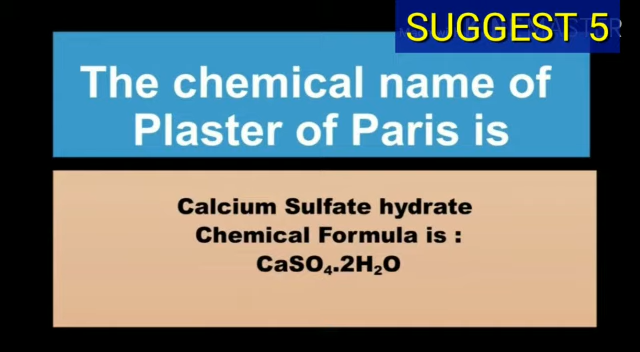 SUGGEST 5
The chemical name of
Plaster of Paris is
Calcium Sulfate hydrate
Chemical Formula is :
CaSO₄.2H₂O